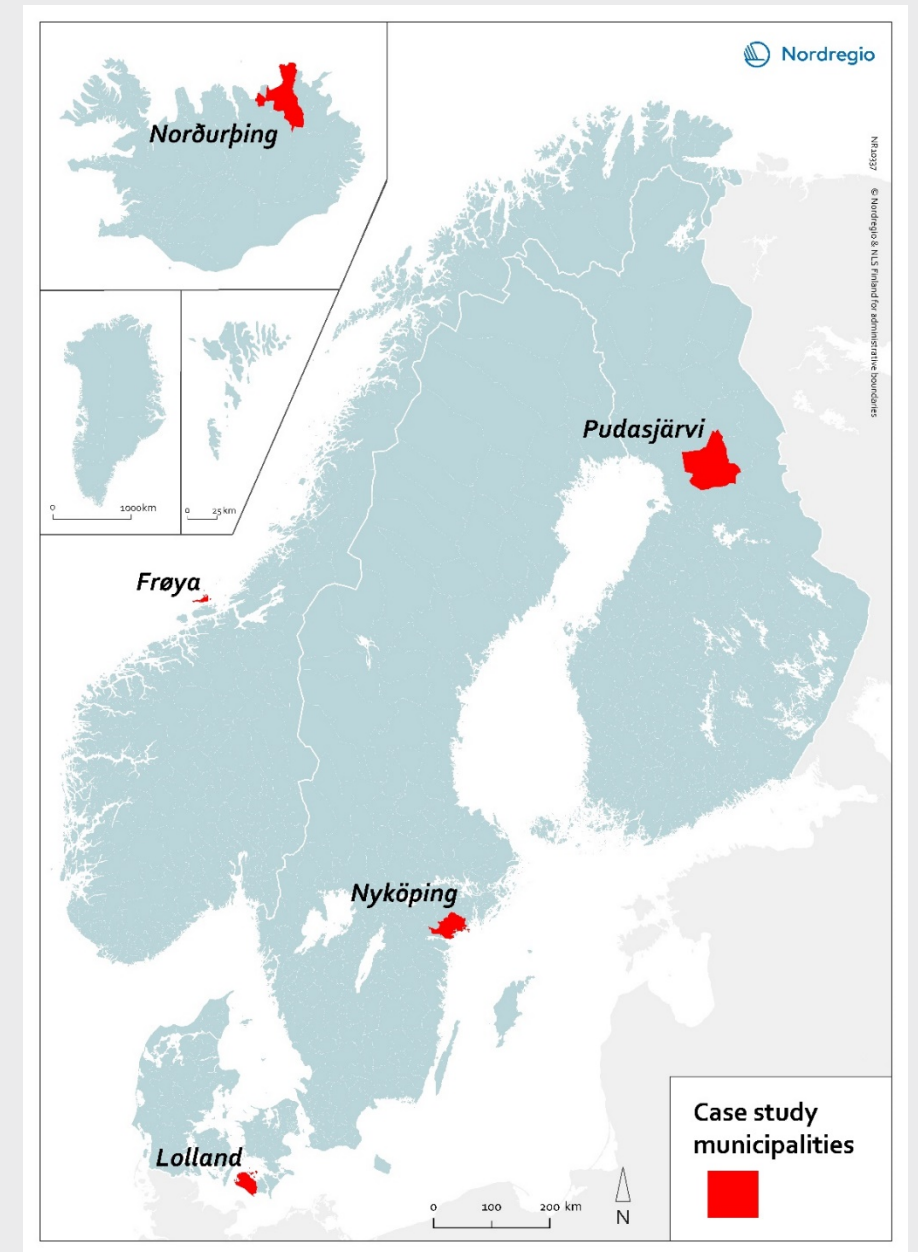 Nordregio
Norðurþing
NR10337 © Nordregio & NLS Finland for administrative boundaries
Pudasjärvi
0 1000km
0 25 km
Frøya
Nyköping
Lolland
Case study
municipalities
0 100 200 km
N